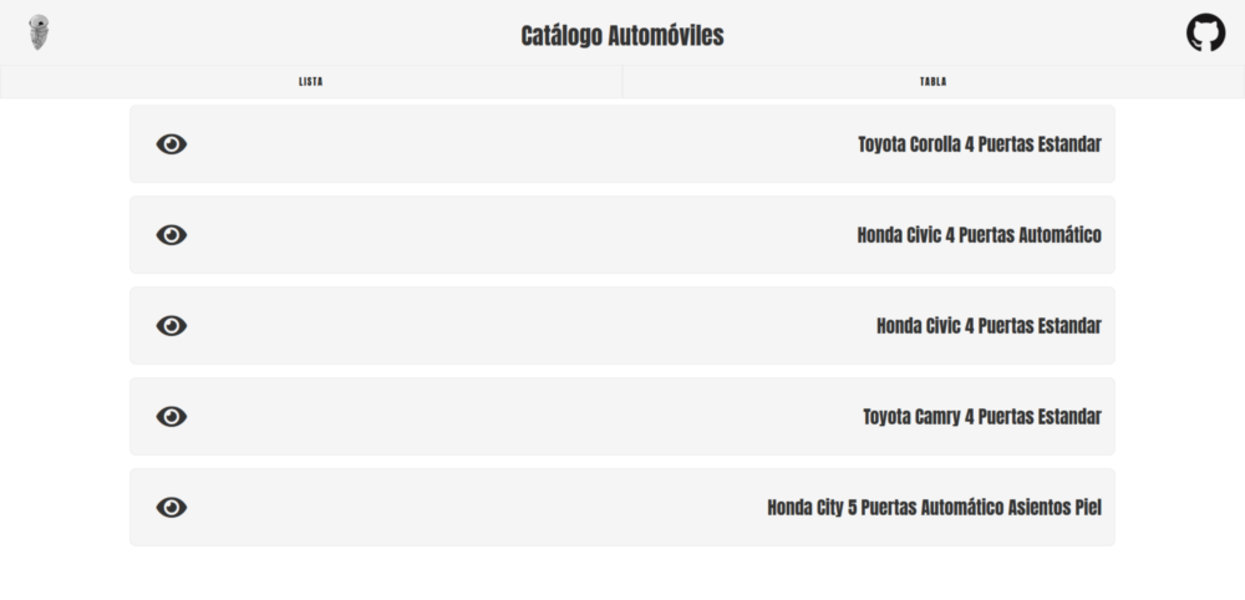 Catálogo Automóviles
LISTA
TABLA
Toyota Corolla 4 Puertas Estandar
Honda Civic 4 Puertas Automático
Honda Civic 4 Puertas Estandar
Toyota Camry 4 Puertas Estandar
Honda City 5 Puertas Automático Asientos Piel